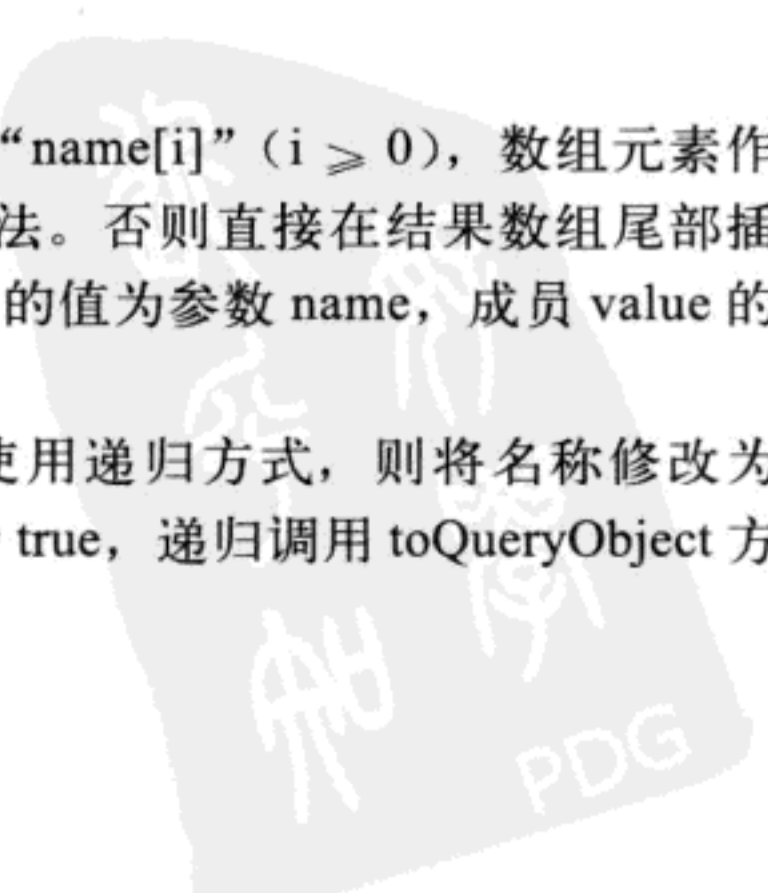 “name[i]”（i ⩾ 0），数组元素作
法。否则直接在结果数组尾部插
的值为参数 name，成员 value 的
使用递归方式，则将名称修改为
true，递归调用 toQueryObject 方
PDG